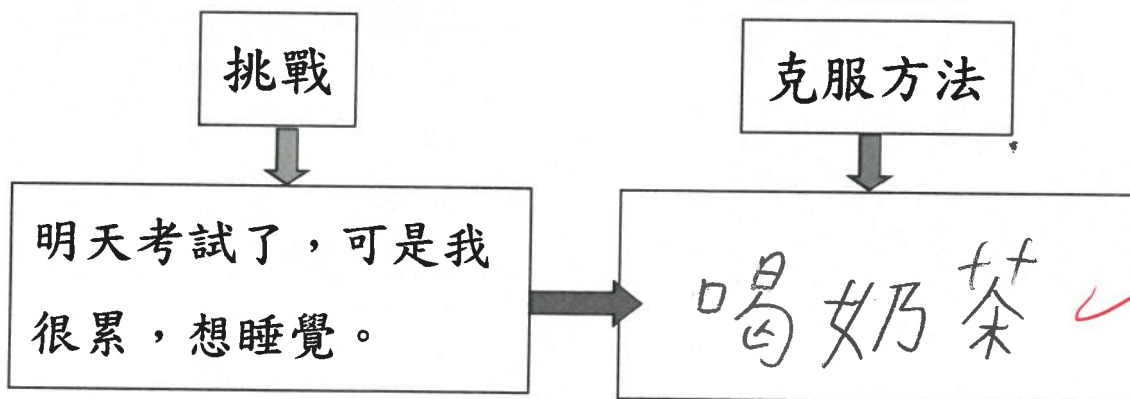 挑戰
克服方法
明天考試了，可是我
很累，想睡覺。
喝奶茶